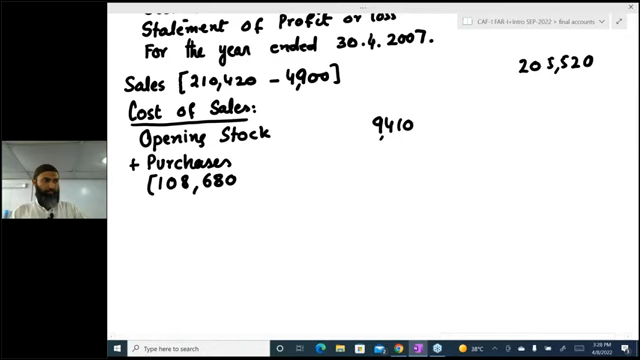 CAF-1 FAR-I+Intro SEP-2022 > final accounts
Statement of Profit or loss
For the year ended 30.4.2007.
Sales [210,420 - 4,900] 205,520
Cost of Sales:
Opening Stock 9,410
+ Purchases
[108,680
Type here to search
38°C
3:28 PM
4/8/2022